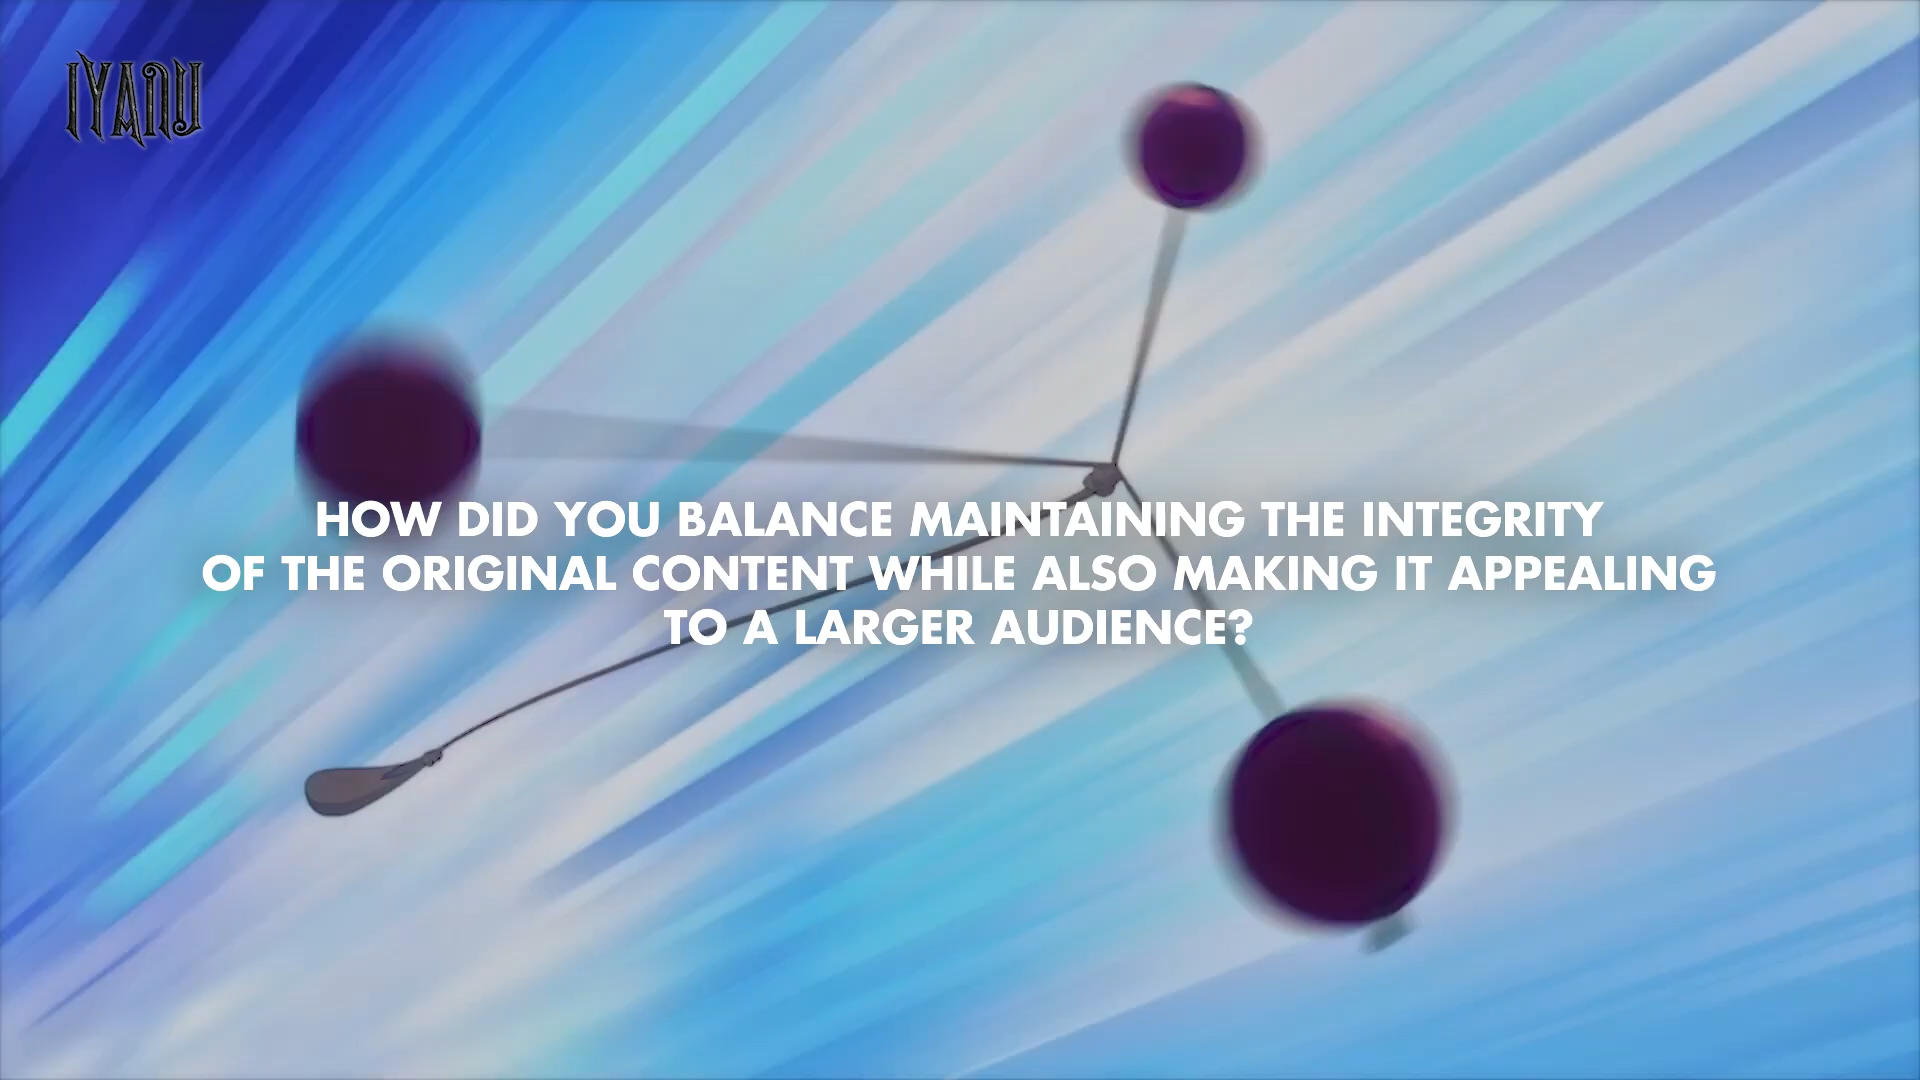 IYANU
HOW DID YOU BALANCE MAINTAINING THE INTEGRITY
OF THE ORIGINAL CONTENT WHILE ALSO MAKING IT APPEALING
TO A LARGER AUDIENCE?